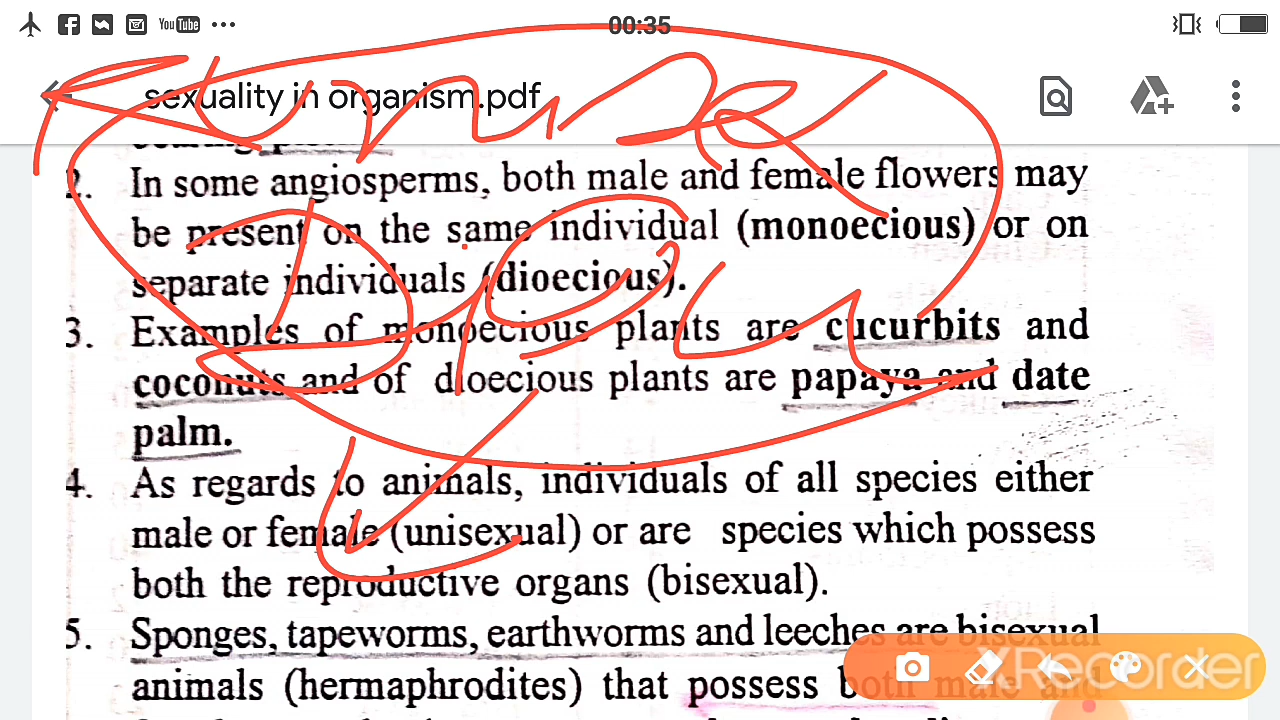 00:35
You Tube
sexuality in organism.pdf
2. In some angiosperms, both male and female flowers may
be present on the same individual (monoecious) or on
separate individuals (dioecious).
3. Examples of monoecious plants are cucurbits and
coconuts and of dioecious plants are papaya and date
palm.
4. As regards to animals, individuals of all species either
male or female (unisexual) or are species which possess
both the reproductive organs (bisexual).
5. Sponges, tapeworms, earthworms and leeches are bisexual
animals (hermaphrodites) that possess both male and
XRecorder